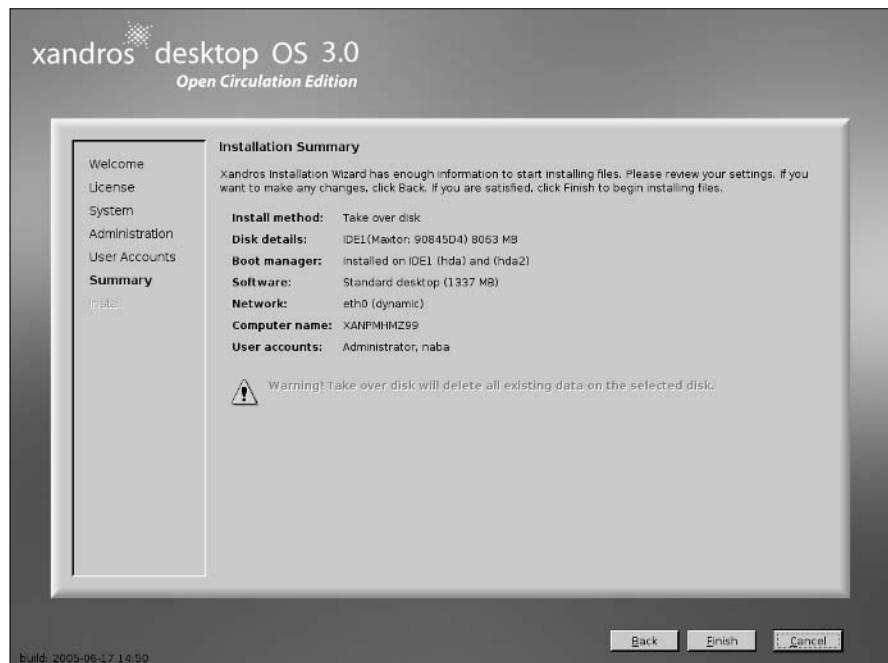 xandros desktop OS 3.0
Open Circulation Edition
Welcome
License
System
Administration
User Accounts
Summary
Install
Installation Summary
Xandros Installation Wizard has enough information to start installing files. Please review your settings. If you
want to make any changes, click Back. If you are satisfied, click Finish to begin installing files.
Install method: Take over disk
Disk details: IDE1(Maxtor: 90845D4) 8063 MB
Boot manager: Installed on IDE1 (hda) and (hda2)
Software: Standard desktop (1337 MB)
Network: eth0 (dynamic)
Computer name: XANPMHMZ99
User accounts: Administrator, naba
Warning! Take over disk will delete all existing data on the selected disk.
Back
Finish
Cancel
build: 2005-06-17 14:50